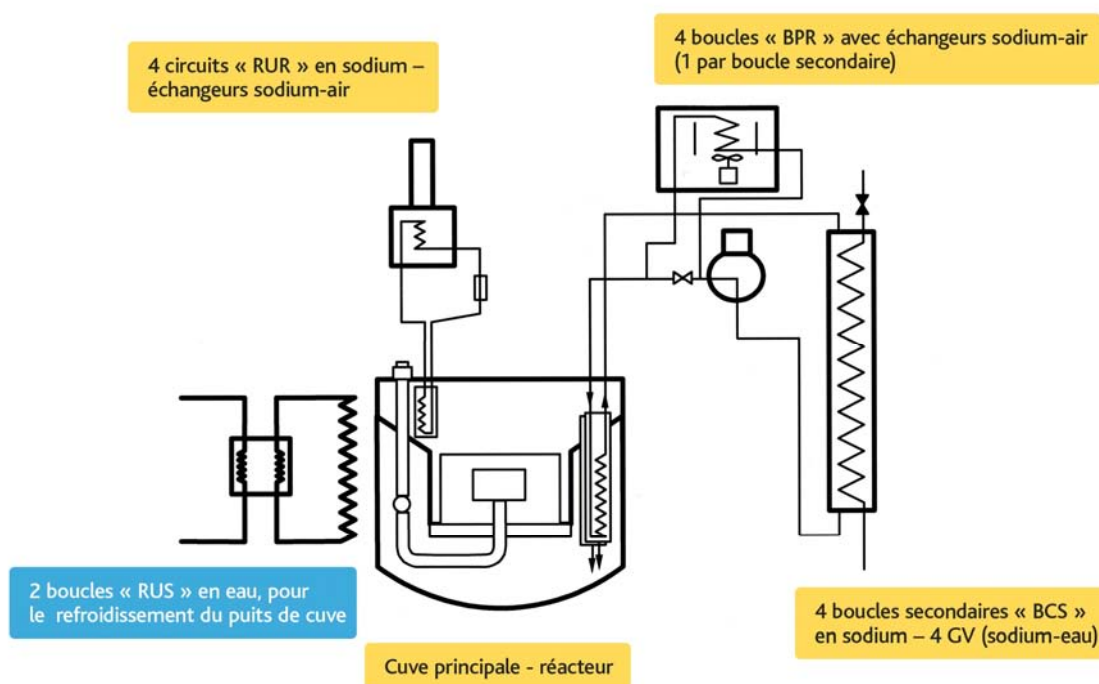 4 circuits « RUR » en sodium –
échangeurs sodium-air
4 boucles « BPR » avec échangeurs sodium-air
(1 par boucle secondaire)
2 boucles « RUS » en eau, pour
le refroidissement du puits de cuve
4 boucles secondaires « BCS »
en sodium – 4 GV (sodium-eau)
Cuve principale - réacteur